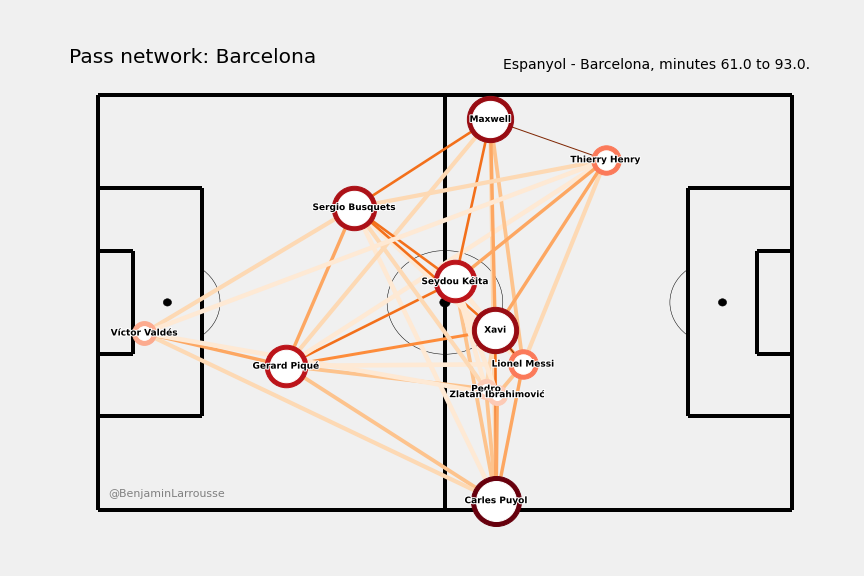 Pass network: Barcelona
Espanyol - Barcelona, minutes 61.0 to 93.0.
Maxwell
Thierry Henry
Sergio Busquets
Seydou Kéita
Xavi
Víctor Valdés
Gerard Piqué
Lionel Messi
Pedro
Zlatan Ibrahimović
@BenjaminLarrousse
Carles Puyol